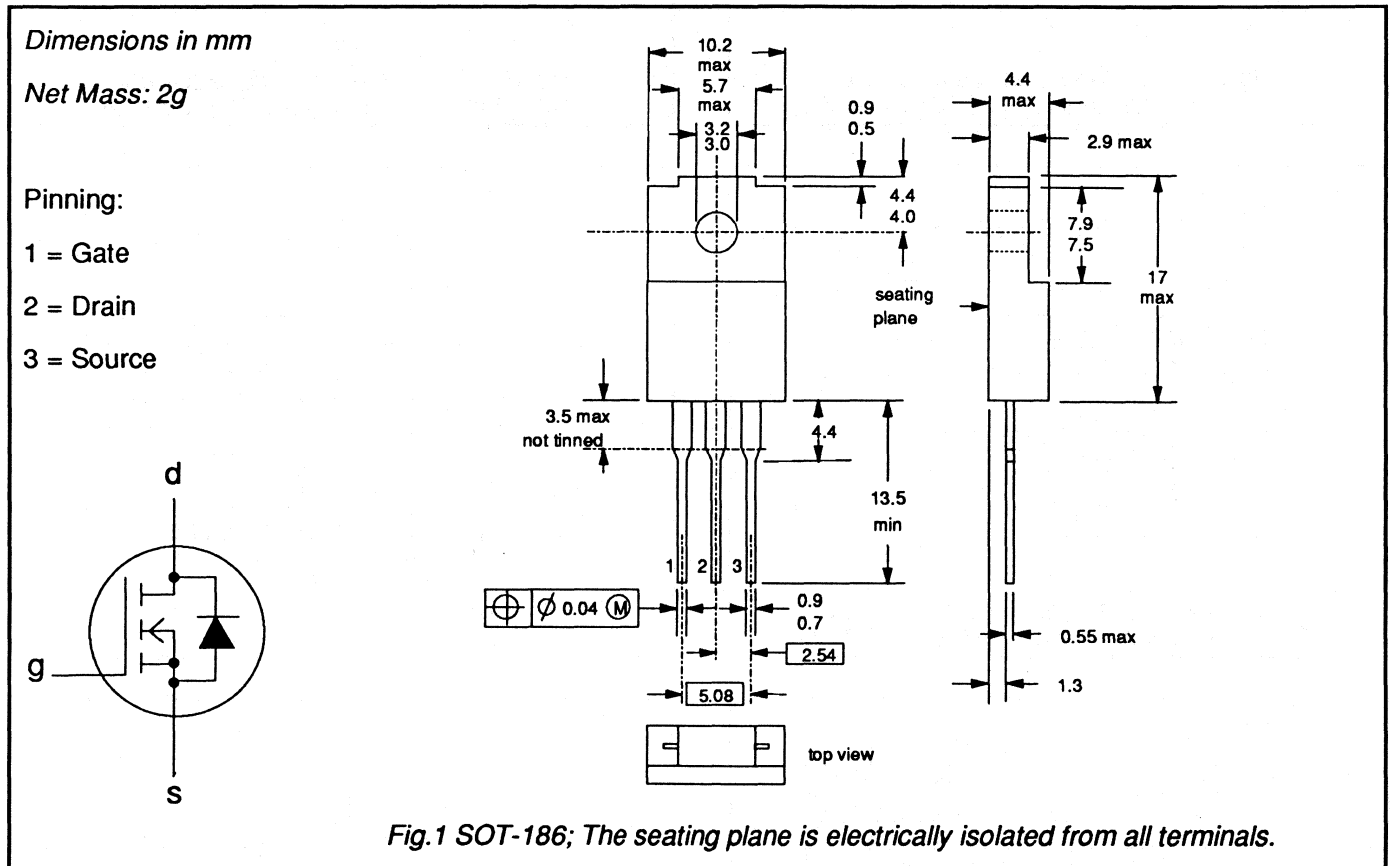 Dimensions in mm
Net Mass: 2g
Pinning:
1 = Gate
2 = Drain
3 = Source
d
g
s
10.2
max
5.7
max
3.2
3.0
0.9
0.5
4.4
4.0
seating
plane
3.5 max
not tinned
4.4
13.5
min
1
2
3
Ø 0.04 Ⓜ
0.9
0.7
2.54
5.08
top view
4.4
max
2.9 max
7.9
7.5
17
max
0.55 max
1.3
Fig.1 SOT-186; The seating plane is electrically isolated from all terminals.